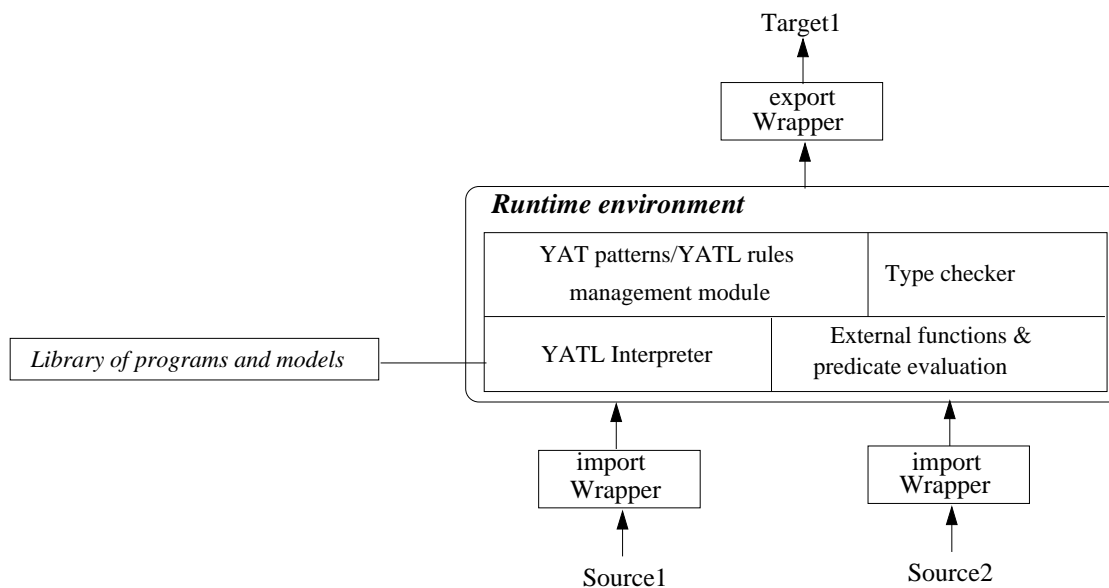 Target1
export
Wrapper
Runtime environment
YAT patterns/YATL rules
management module
Type checker
Library of programs and models
YATL Interpreter
External functions &
predicate evaluation
import
Wrapper
import
Wrapper
Source1
Source2